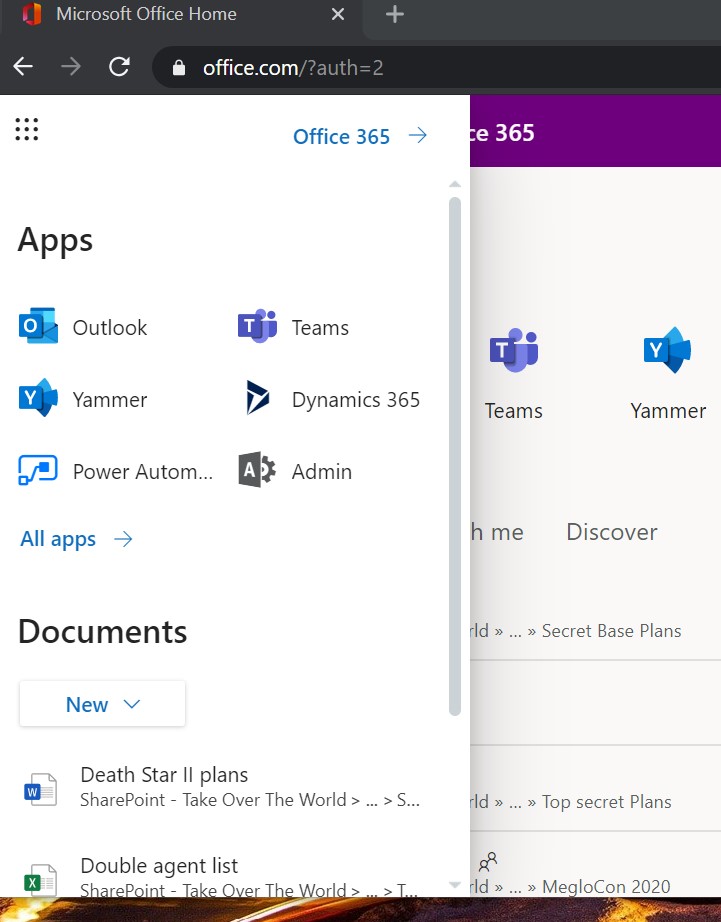 Microsoft Office Home
office.com/?auth=2
Office 365
ce 365
Apps
Outlook
Teams
Yammer
Dynamics 365
Power Autom...
Admin
All apps
Teams
Yammer
h me
Discover
Documents
New
rld » ... » Secret Base Plans
Death Star II plans
SharePoint - Take Over The World > ... > S...
rld » ... » Top secret Plans
Double agent list
SharePoint - Take Over The World > ... > T...
rld » ... » MegloCon 2020